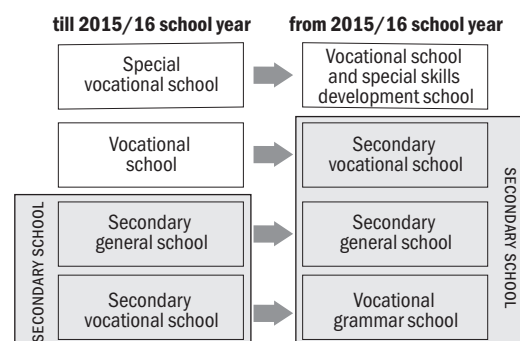 till 2015/16 school year
from 2015/16 school year
Special
vocational school
Vocational school
and special skills
development school
Vocational
school
Secondary
vocational school
Secondary
general school
Secondary
general school
Secondary
vocational school
Vocational
grammar school
SECONDARY SCHOOL
SECONDARY SCHOOL